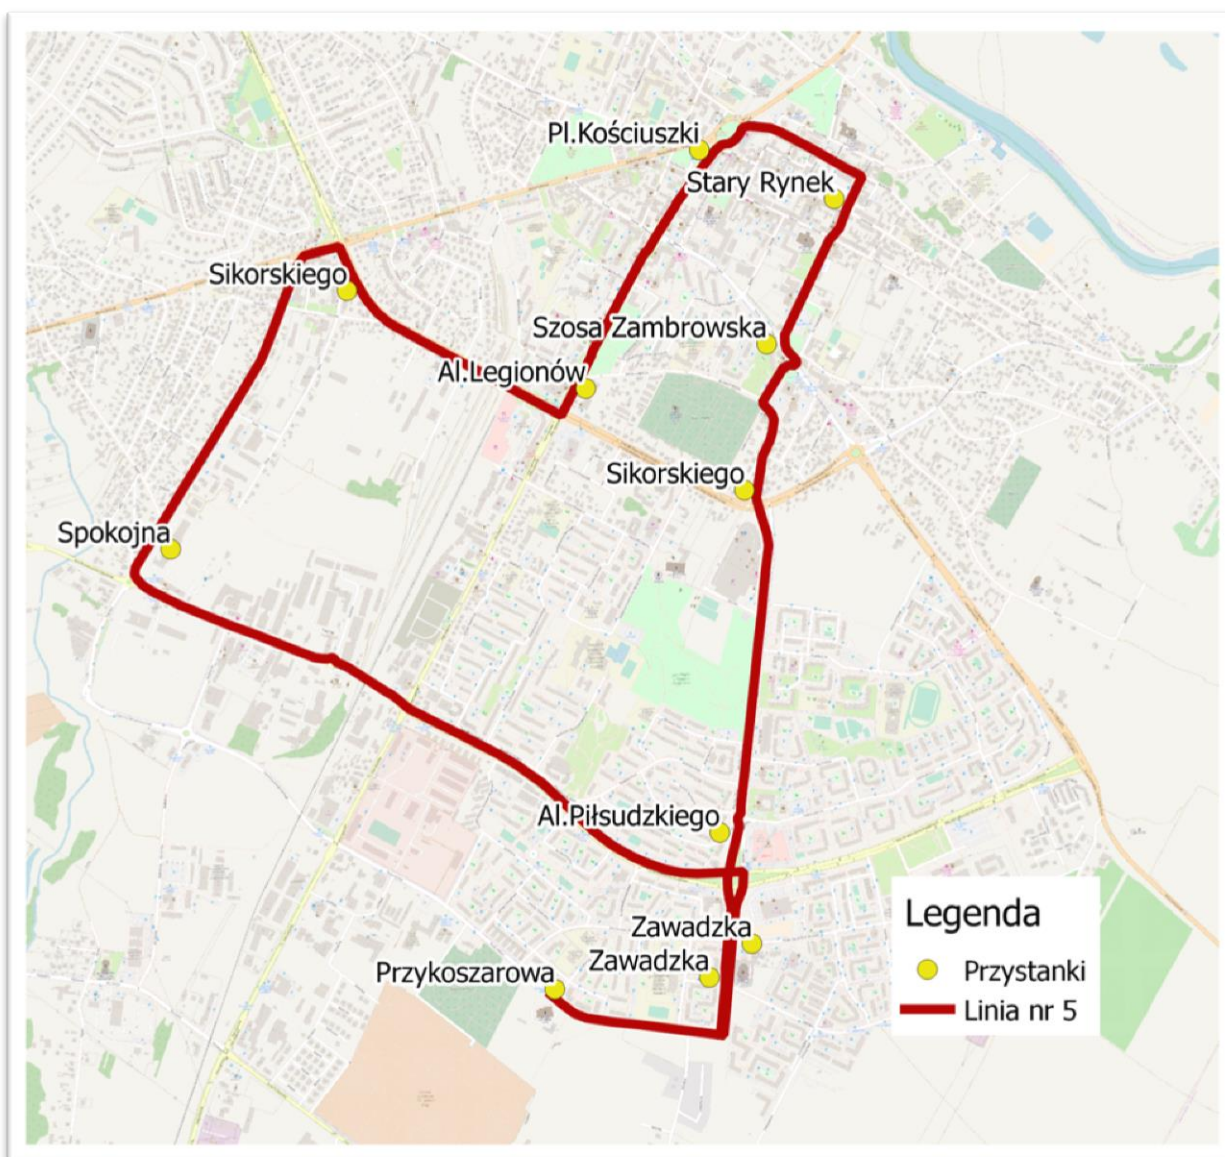 Pl.Kościuszki
Stary Rynek
Sikorskiego
Szosa Zambrowska
Al.Legionów
Sikorskiego
Spokojna
Al.Piłsudzkiego
Zawadzka
Zawadzka
Przykoszarowa
Legenda
Przystanki
Linia nr 5